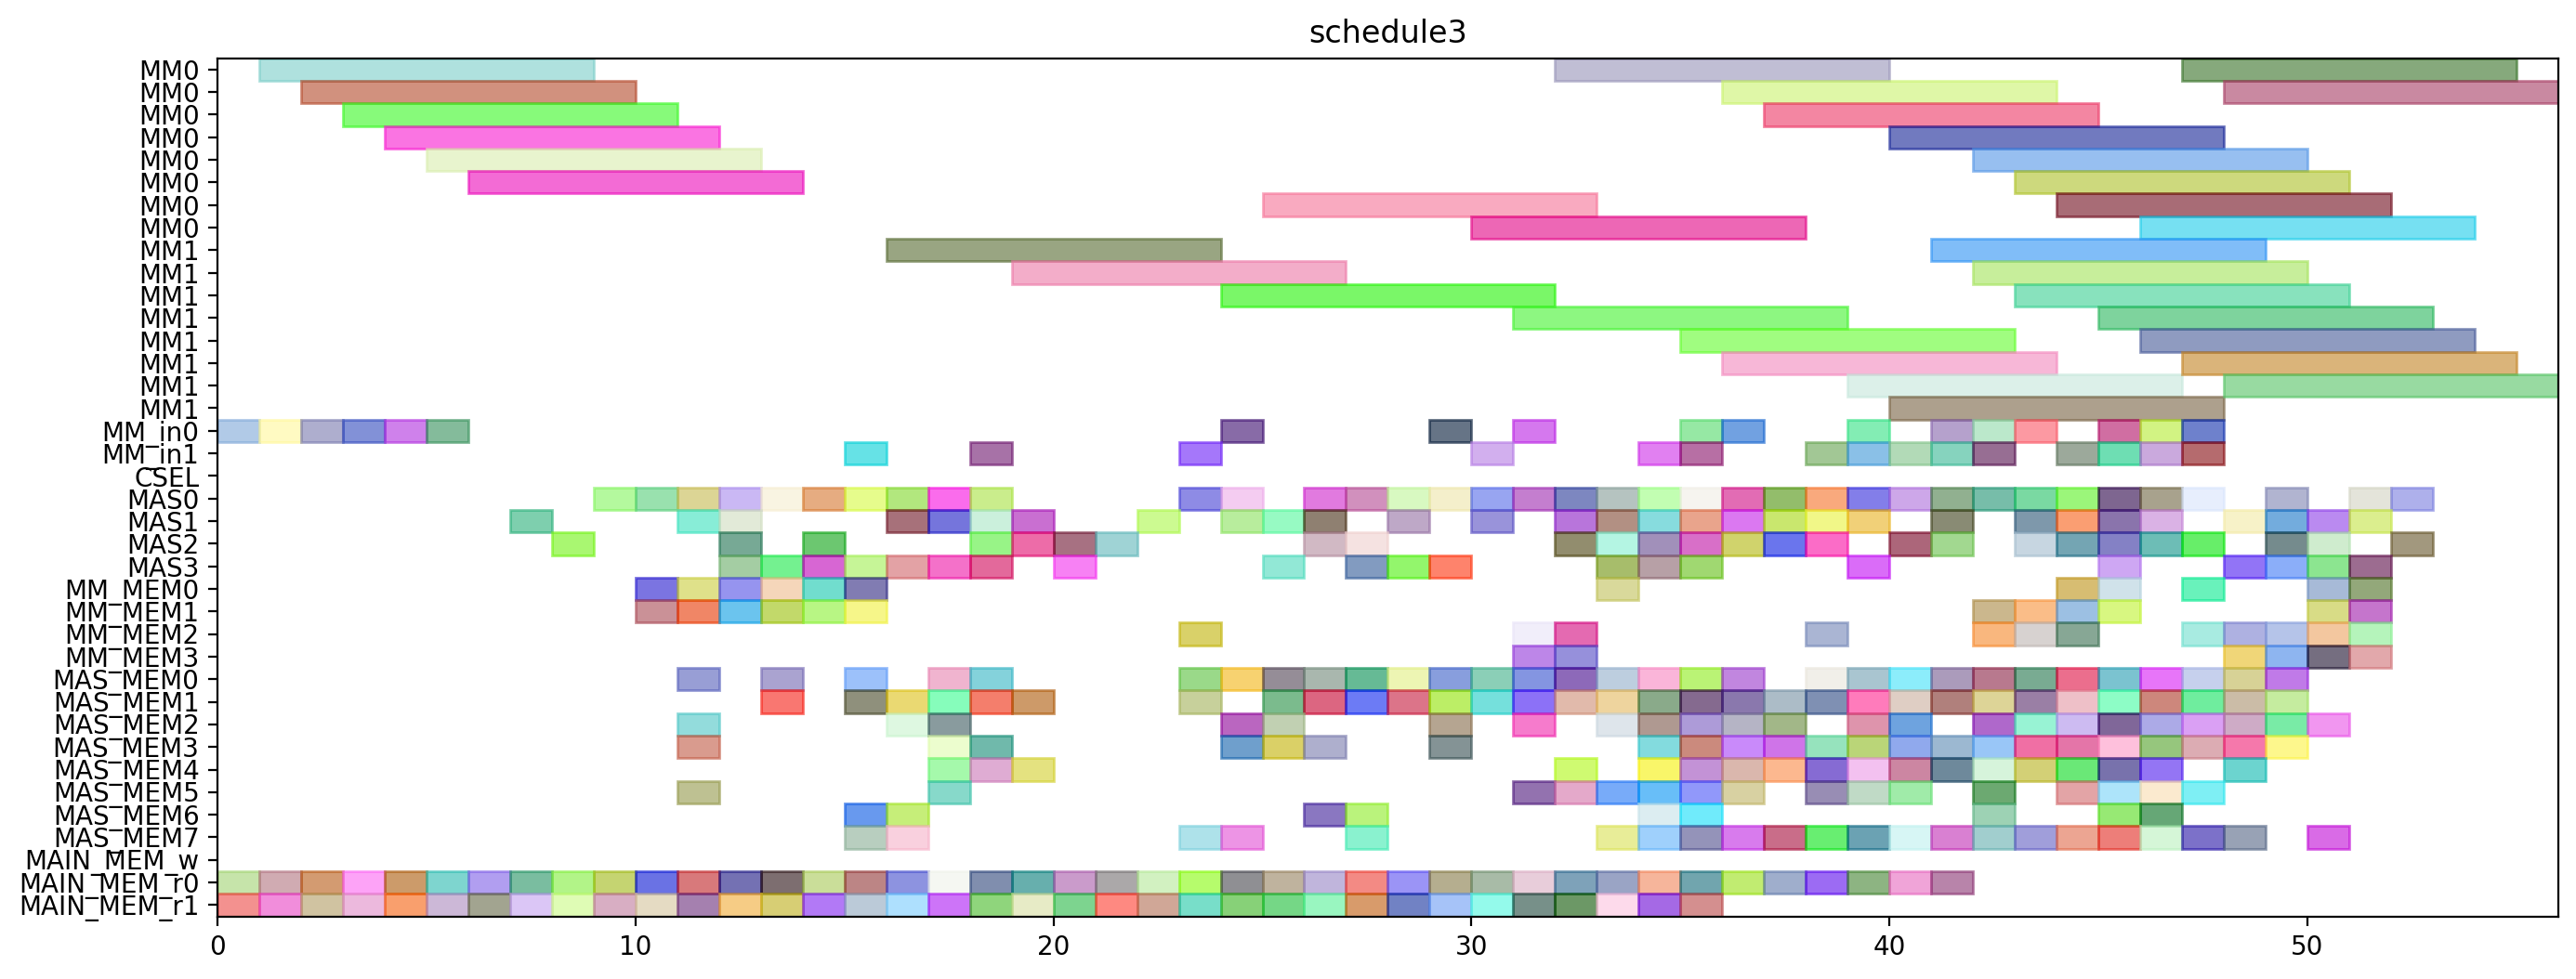 schedule3
MM0
MM0
MM0
MM0
MM0
MM0
MM0
MM0
MM1
MM1
MM1
MM1
MM1
MM1
MM1
MM1
MM_in0
MM_in1
CSEL
MAS0
MAS1
MAS2
MAS3
MM_MEM0
MM_MEM1
MM_MEM2
MM_MEM3
MAS_MEM0
MAS_MEM1
MAS_MEM2
MAS_MEM3
MAS_MEM4
MAS_MEM5
MAS_MEM6
MAS_MEM7
MAIN_MEM_w
MAIN_MEM_r0
MAIN_MEM_r1
0 10 20 30 40 50